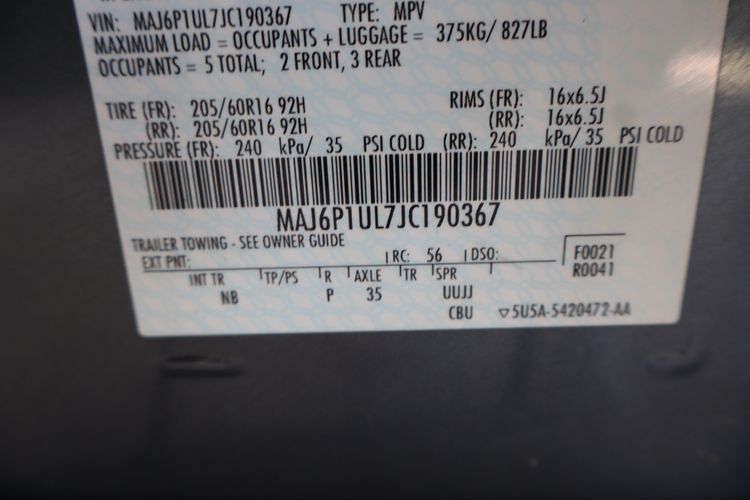 VIN: MAJ6P1UL7JC190367 TYPE: MPV
MAXIMUM LOAD = OCCUPANTS + LUGGAGE = 375KG/ 827LB
OCCUPANTS = 5 TOTAL; 2 FRONT, 3 REAR
TIRE (FR): 205/60R16 92H RIMS (FR): 16x6.5J
(RR): 205/60R16 92H (RR): 16x6.5J
PRESSURE (FR): 240 kPa/ 35 PSI COLD (RR): 240 kPa/ 35 PSI COLD
MAJ6P1UL7JC190367
TRAILER TOWING - SEE OWNER GUIDE
EXT PNT: RC: 56 DSO: F0021
R0041
INT TR TP/PS R AXLE TR SPR
NB P 35 UUJJ
CBU ▽5U5A-5420472-AA